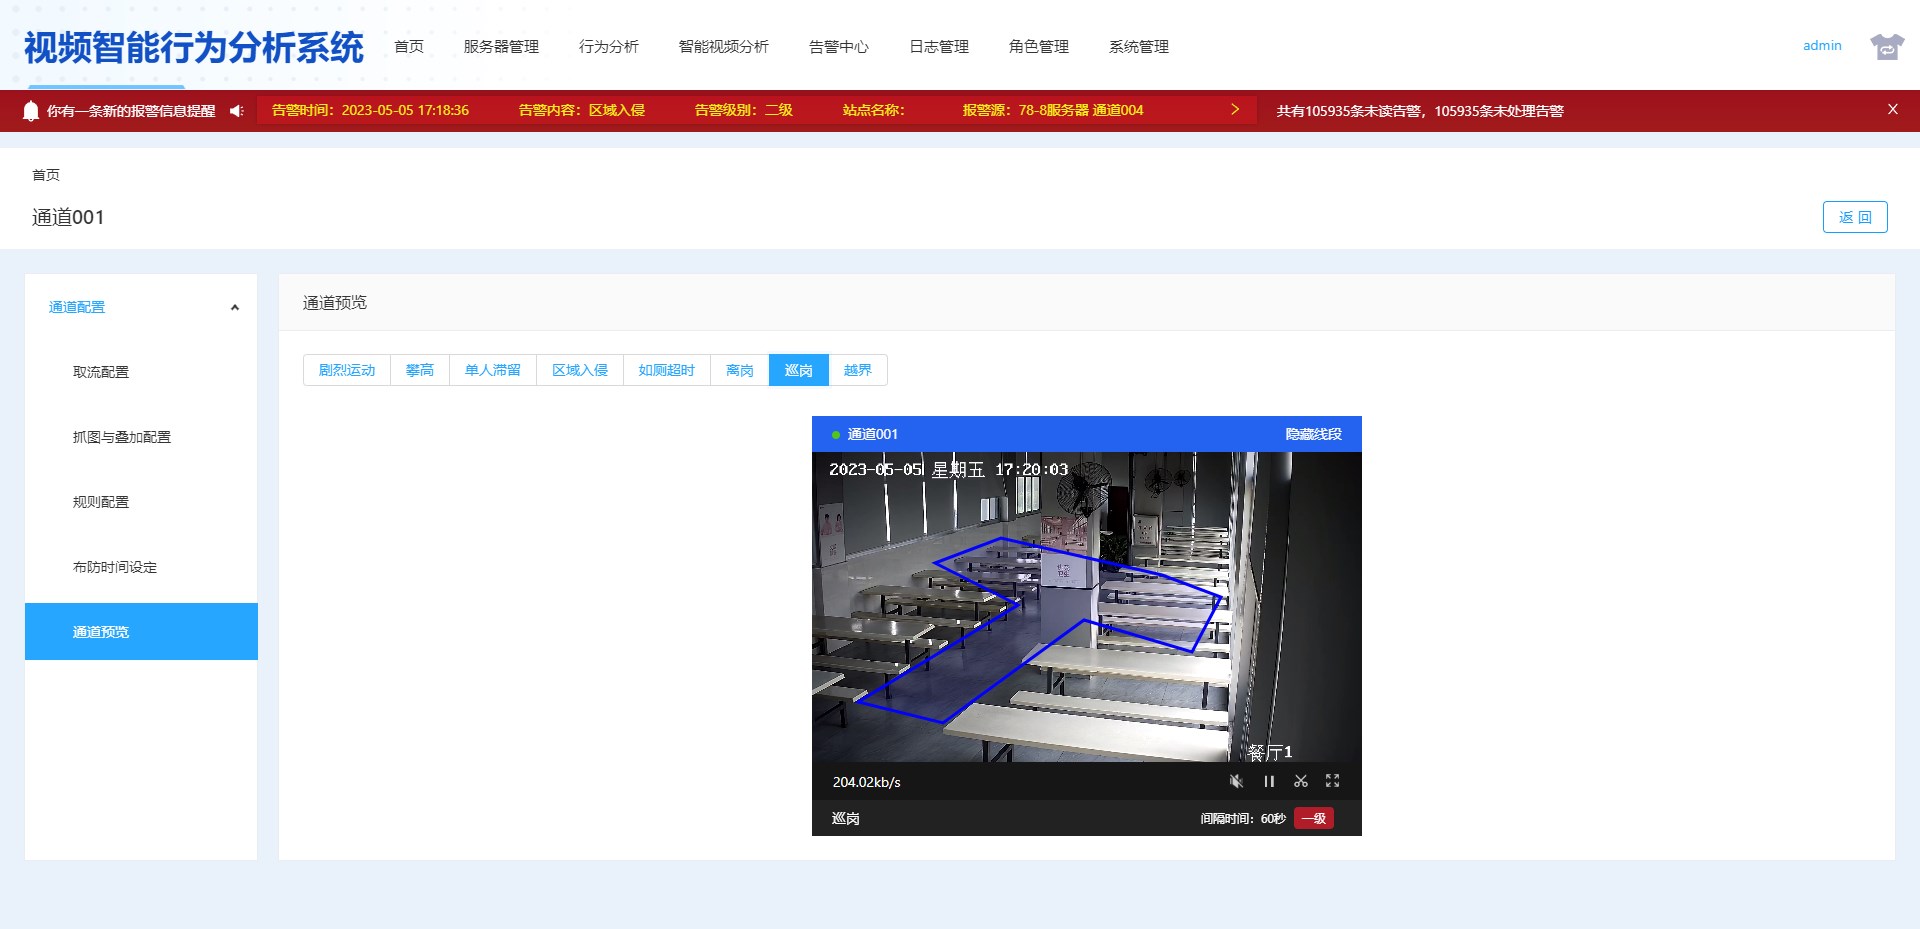 视频智能行为分析系统
首页 服务器管理 行为分析 智能视频分析 告警中心 日志管理 角色管理 系统管理
admin
你有一条新的报警信息提醒 告警时间：2023-05-05 17:18:36 告警内容：区域入侵 告警级别：二级 站点名称： 报警源：78-8服务器 通道004 共有105935条未读告警，105935条未处理告警 X
首页
通道001
返 回
通道配置
取流配置
抓图与叠加配置
规则配置
布防时间设定
通道预览
通道预览
剧烈运动 攀高 单人滞留 区域入侵 如厕超时 离岗 巡岗 越界
通道001 隐藏线段
2023-05-05 星期五 17:20:03
餐厅1
204.02kb/s
巡岗 间隔时间：60秒 一级